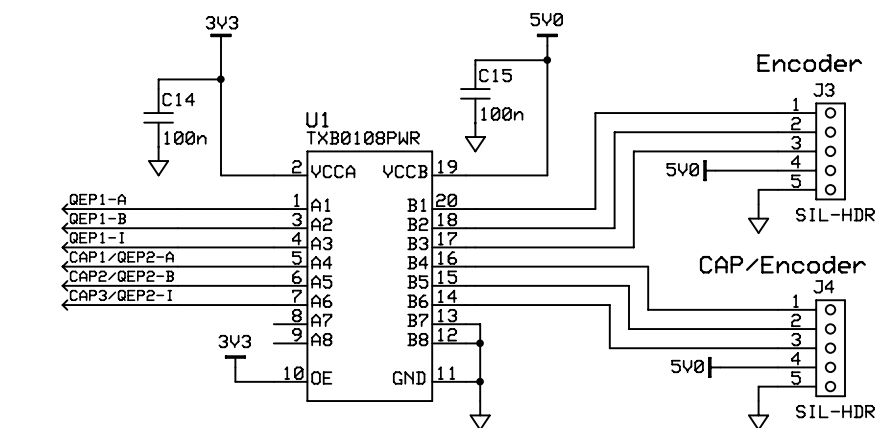 3V3
5V0
Encoder
C14
100n
C15
100n
J3
U1
TXB0108PWR
1
2
3
5V0 4
5
SIL-HDR
2 VCCA VCCB 19
QEP1-A 1 A1 B1 20
QEP1-B 3 A2 B2 18
QEP1-I 4 A3 B3 17
CAP1/QEP2-A 5 A4 B4 16
CAP2/QEP2-B 6 A5 B5 15
CAP3/QEP2-I 7 A6 B6 14
8 A7 B7 13
9 A8 B8 12
3V3
10 OE GND 11
CAP/Encoder
J4
1
2
3
5V0 4
5
SIL-HDR